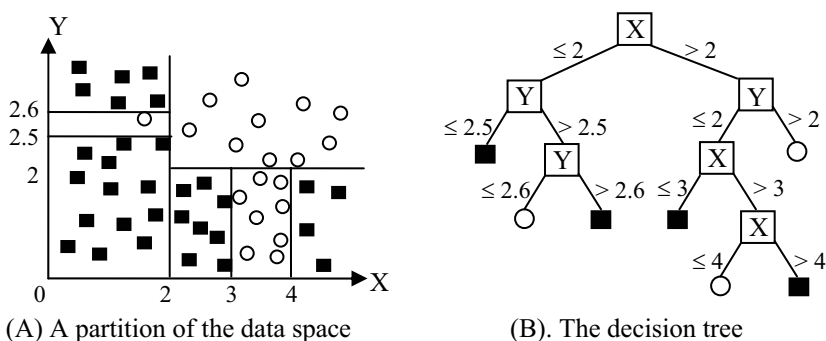 Y
2.6
2.5
2
0
2
3
4
X
(A) A partition of the data space
X
≤ 2
> 2
Y
Y
≤ 2.5
> 2.5
≤ 2
> 2
Y
X
≤ 2.6
> 2.6
≤ 3
> 3
X
≤ 4
> 4
(B). The decision tree